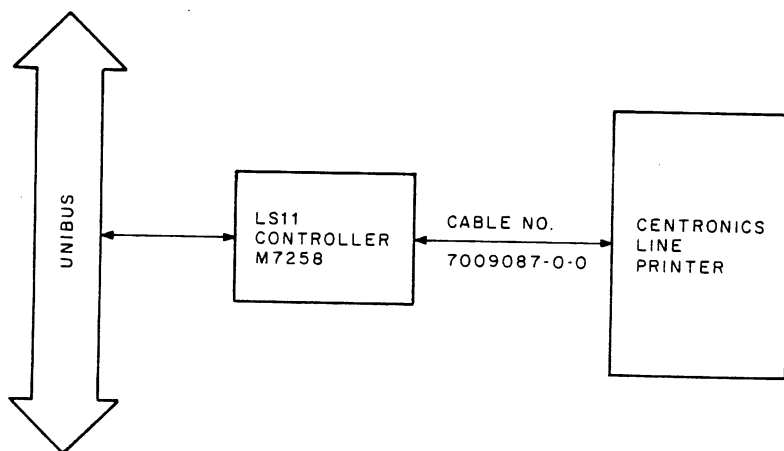 UNIBUS
LS11
CONTROLLER
M7258
CABLE NO.
7009087-0-0
CENTRONICS
LINE
PRINTER